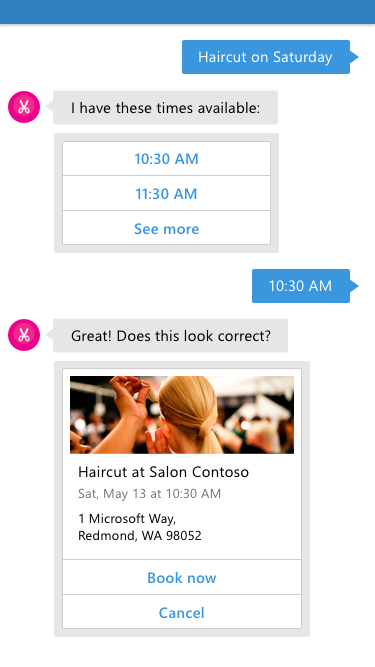 Haircut on Saturday
I have these times available:
10:30 AM
11:30 AM
See more
10:30 AM
Great! Does this look correct?
Haircut at Salon Contoso
Sat, May 13 at 10:30 AM
1 Microsoft Way,
Redmond, WA 98052
Book now
Cancel